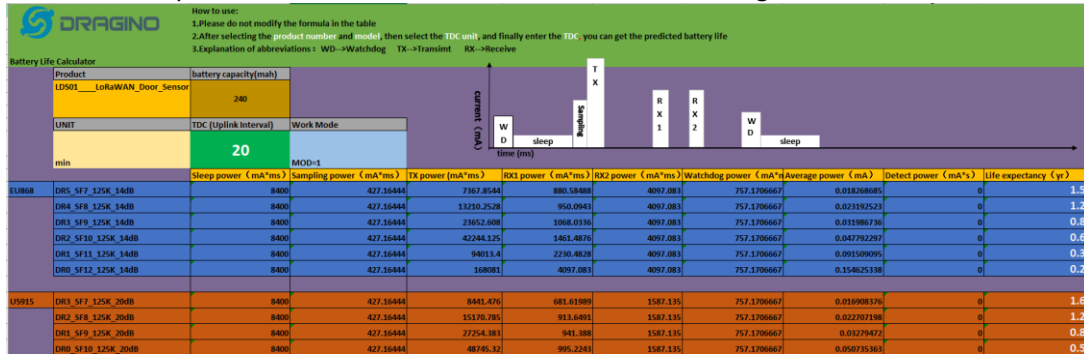 DRAGINO
How to use:
1.Please do not modify the formula in the table
2.After selecting the product number and model, then select the TDC unit, and finally enter the TDC, you can get the predicted battery life
3.Explanation of abbreviations : WD-->Watchdog TX-->Transimt RX-->Receive
Battery Life Calculator
Product battery capacity(mah)
LDS01____LoRaWAN_Door_Sensor 240
UNIT TDC (Uplink Interval) Work Mode
min 20 MOD=1
current (mA)
WD
sleep
Sampling
TX
RX1
RX2
WD
sleep
time (ms)
Sleep power (mA*ms) Sampling power (mA*ms) TX power (mA*ms) RX1 power (mA*ms) RX2 power (mA*ms) Watchdog power (mA*m Average power (mA) Detect power (mA*s) Life expectancy (yr)
EU868 DR5_SF7_125K_14dB 8400 427.16444 7367.8544 880.58488 4097.083 757.1706667 0.018268685 0 1.5
DR4_SF8_125K_14dB 8400 427.16444 13210.2528 950.0943 4097.083 757.1706667 0.023192523 0 1.2
DR3_SF9_125K_14dB 8400 427.16444 23652.608 1068.0336 4097.083 757.1706667 0.031986736 0 0.8
DR2_SF10_125K_14dB 8400 427.16444 42244.125 1461.4876 4097.083 757.1706667 0.047792297 0 0.6
DR1_SF11_125K_14dB 8400 427.16444 94013.4 2230.4828 4097.083 757.1706667 0.091509095 0 0.3
DR0_SF12_125K_14dB 8400 427.16444 168081 4097.083 4097.083 757.1706667 0.154625338 0 0.2
US915 DR3_SF7_125K_20dB 8400 427.16444 8441.476 681.61989 1587.135 757.1706667 0.016908376 0 1.6
DR2_SF8_125K_20dB 8400 427.16444 15170.785 913.6491 1587.135 757.1706667 0.022707198 0 1.2
DR1_SF9_125K_20dB 8400 427.16444 27254.383 941.388 1587.135 757.1706667 0.03279472 0 0.8
DR0_SF10_125K_20dB 8400 427.16444 48745.32 995.2243 1587.135 757.1706667 0.050735363 0 0.5